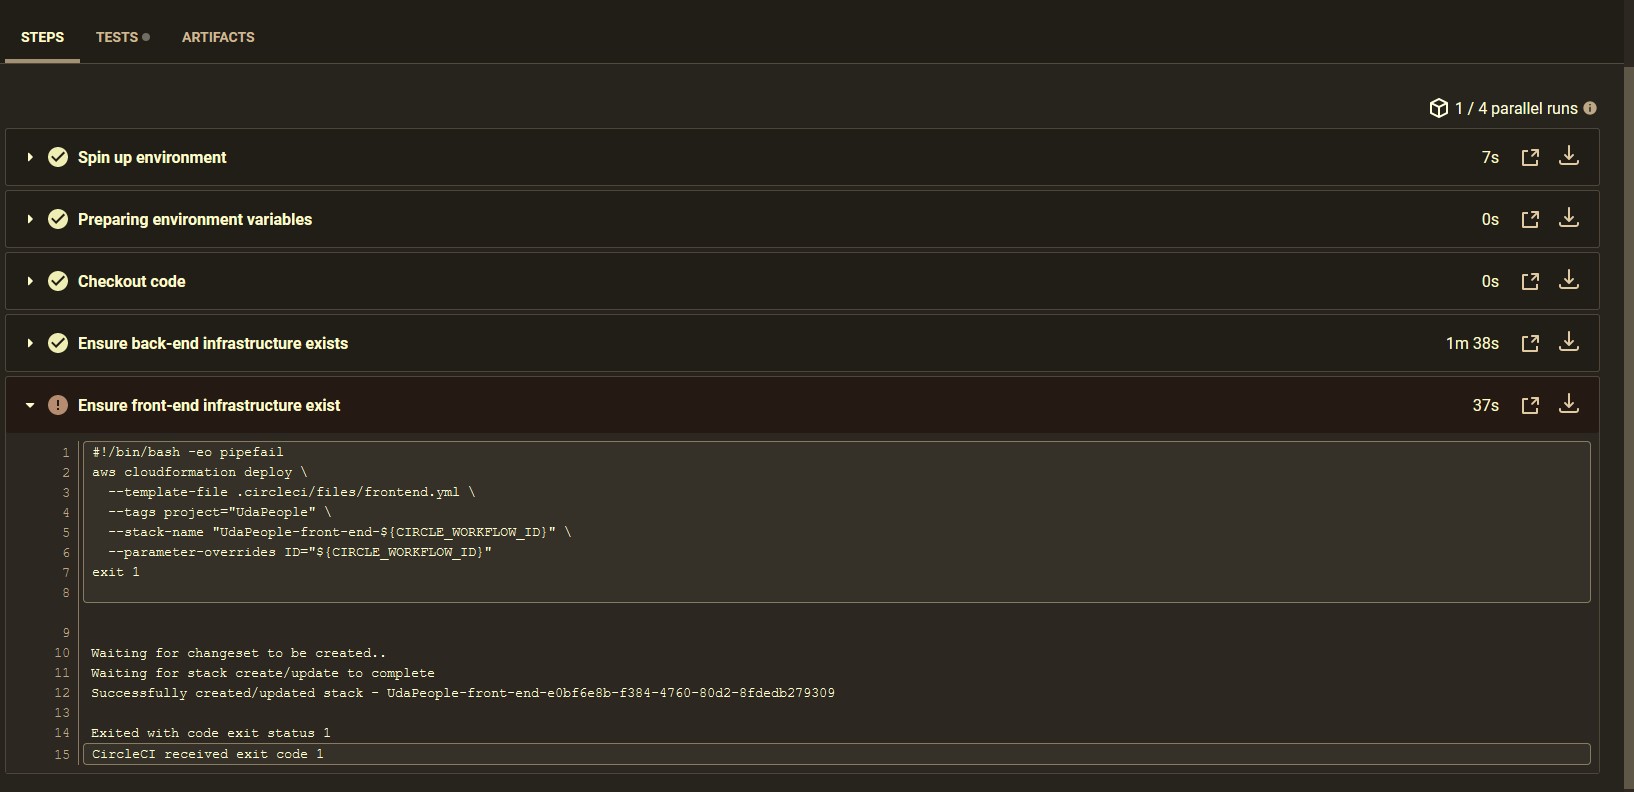 STEPS TESTS ARTIFACTS
1 / 4 parallel runs
Spin up environment 7s
Preparing environment variables 0s
Checkout code 0s
Ensure back-end infrastructure exists 1m 38s
Ensure front-end infrastructure exist 37s
1 #!/bin/bash -eo pipefail
2 aws cloudformation deploy \
3 --template-file .circleci/files/frontend.yml \
4 --tags project="UdaPeople" \
5 --stack-name "UdaPeople-front-end-${CIRCLE_WORKFLOW_ID}" \
6 --parameter-overrides ID="${CIRCLE_WORKFLOW_ID}"
7 exit 1
8
9
10 Waiting for changeset to be created..
11 Waiting for stack create/update to complete
12 Successfully created/updated stack - UdaPeople-front-end-e0bf6e8b-f384-4760-80d2-8fdedb279309
13
14 Exited with code exit status 1
15 CircleCI received exit code 1